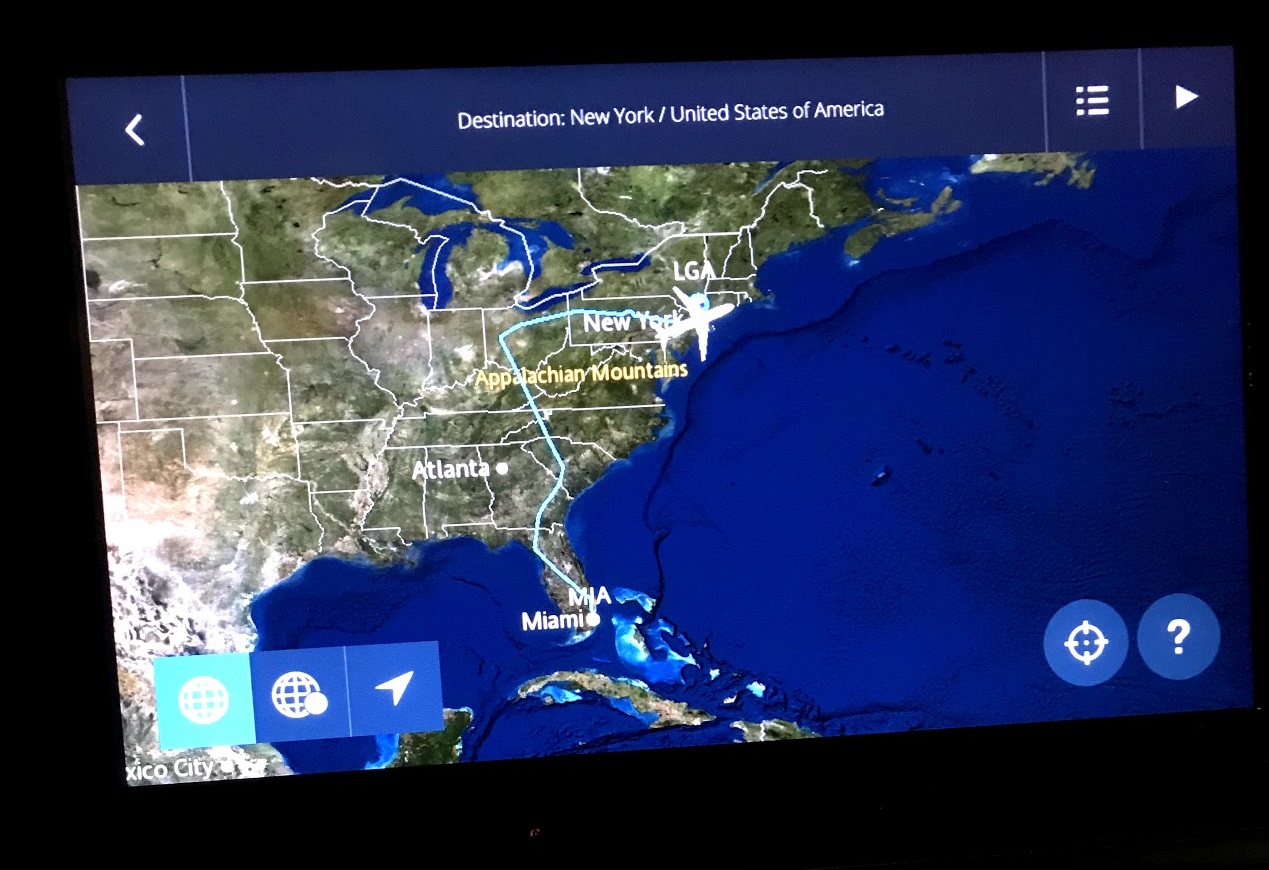 Destination: New York / United States of America
LGA
New York
Appalachian Mountains
Atlanta
MIA
Miami
?
xico City